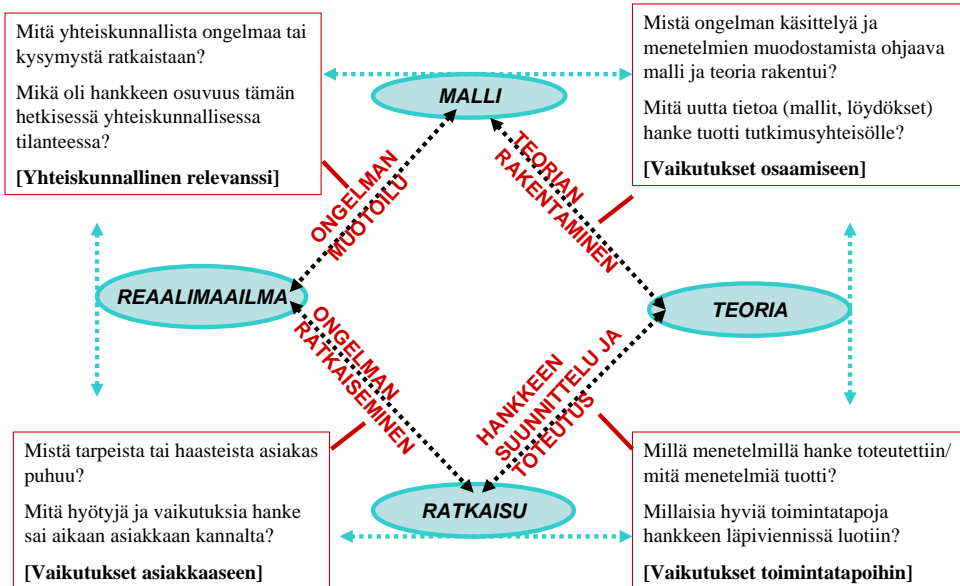 Mitä yhteiskunnallista ongelmaa tai
kysymystä ratkaistaan?
Mikä oli hankkeen osuvuus tämän
hetkisessä yhteiskunnallisessa
tilanteessa?
[Yhteiskunnallinen relevanssi]
MALLI
Mistä ongelman käsittelyä ja
menetelmien muodostamista ohjaava
malli ja teoria rakentui?
Mitä uutta tietoa (mallit, löydökset)
hanke tuotti tutkimusyhteisölle?
[Vaikutukset osaamiseen]
ONGELMAN
MUOTOILU
TEORIAN
RAKENTAMINEN
REAALIMAAILMA
TEORIA
ONGELMAN
RATKAISEMINEN
HANKKEEN
SUUNNITTELU JA
TOTEUTUS
Mistä tarpeista tai haasteista asiakas
puhuu?
Mitä hyötyjä ja vaikutuksia hanke
sai aikaan asiakkaan kannalta?
[Vaikutukset asiakkaaseen]
RATKAISU
Millä menetelmillä hanke toteutettiin/
mitä menetelmiä tuotti?
Millaisia hyviä toimintatapoja
hankkeen läpiviennissä luotiin?
[Vaikutukset toimintatapoihin]